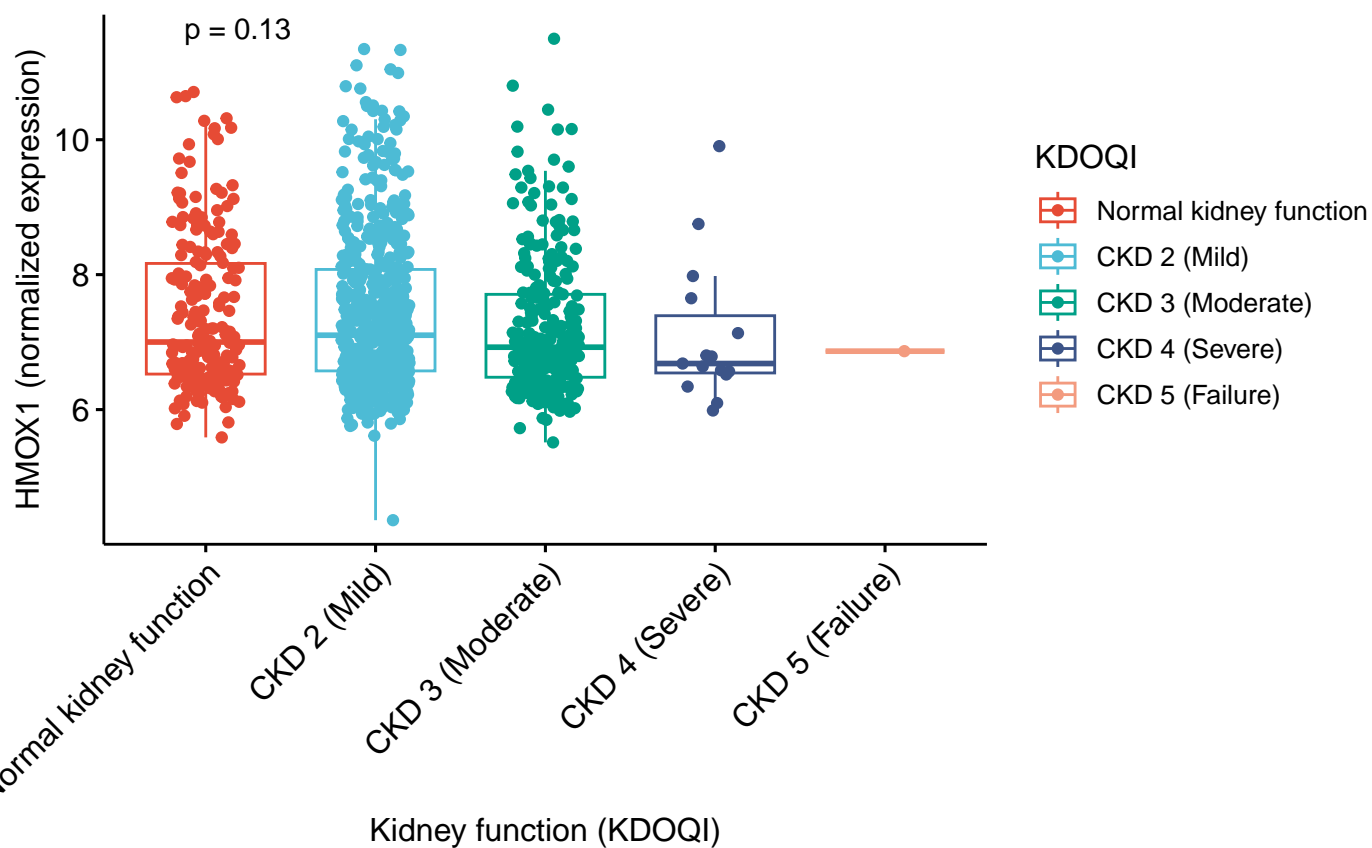 p = 0.13
HMOX1 (normalized expression)
10
8
6
Normal kidney function
CKD 2 (Mild)
CKD 3 (Moderate)
CKD 4 (Severe)
CKD 5 (Failure)
Kidney function (KDOQI)
KDOQI
Normal kidney function
CKD 2 (Mild)
CKD 3 (Moderate)
CKD 4 (Severe)
CKD 5 (Failure)